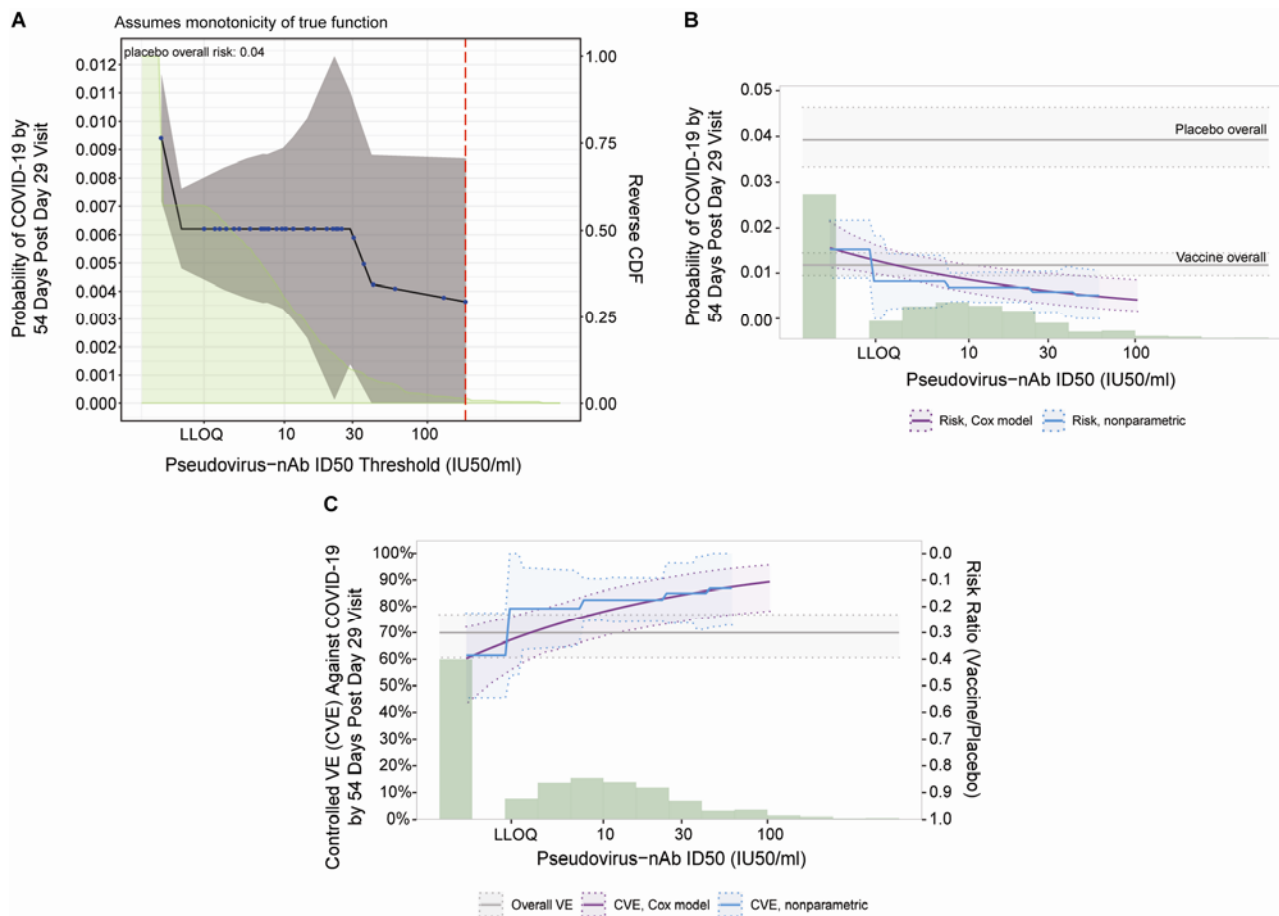 A
Assumes monotonicity of true function
placebo overall risk: 0.04
Probability of COVID-19 by
54 Days Post Day 29 Visit
0.012
0.011
0.010
0.009
0.008
0.007
0.006
0.005
0.004
0.003
0.002
0.001
0.000
1.00
0.75
0.50
0.25
0.00
Reverse CDF
LLOQ 10 30 100
Pseudovirus−nAb ID50 Threshold (IU50/ml)
B
Probability of COVID-19 by
54 Days Post Day 29 Visit
0.05
0.04
0.03
0.02
0.01
0.00
Placebo overall
Vaccine overall
LLOQ 10 30 100
Pseudovirus−nAb ID50 (IU50/ml)
Risk, Cox model Risk, nonparametric
C
Controlled VE (CVE) Against COVID-19
by 54 Days Post Day 29 Visit
100%
90%
80%
70%
60%
50%
40%
30%
20%
10%
0%
0.0
0.1
0.2
0.3
0.4
0.5
0.6
0.7
0.8
0.9
1.0
Risk Ratio (Vaccine/Placebo)
LLOQ 10 30 100
Pseudovirus−nAb ID50 (IU50/ml)
Overall VE CVE, Cox model CVE, nonparametric